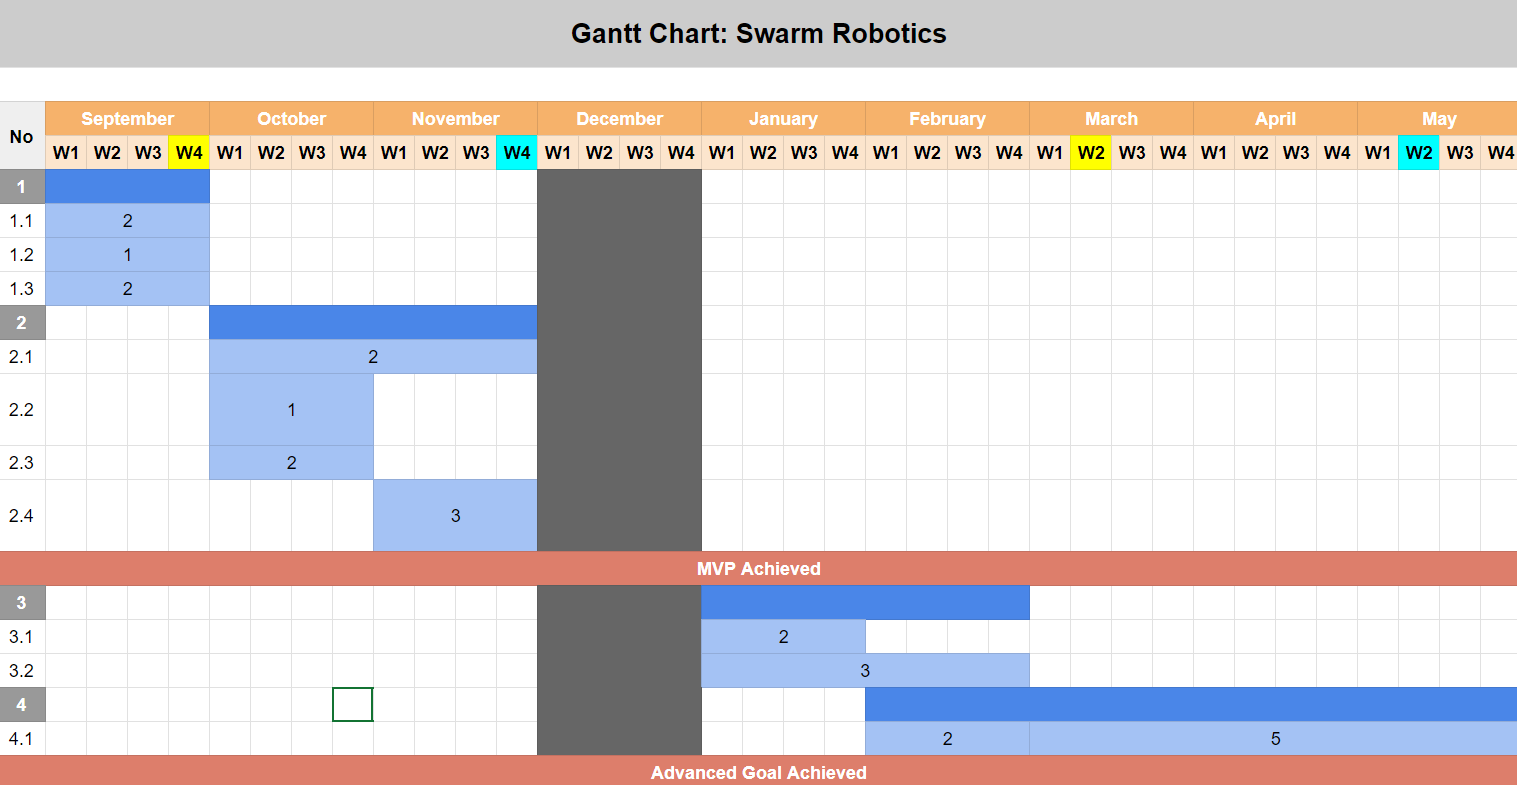 Gantt Chart: Swarm Robotics
No September October November December January February March April May
W1 W2 W3 W4 W1 W2 W3 W4 W1 W2 W3 W4 W1 W2 W3 W4 W1 W2 W3 W4 W1 W2 W3 W4 W1 W2 W3 W4 W1 W2 W3 W4 W1 W2 W3 W4
1
1.1 2
1.2 1
1.3 2
2
2.1 2
2.2 1
2.3 2
2.4 3
MVP Achieved
3
3.1 2
3.2 3
4
4.1 2 5
Advanced Goal Achieved